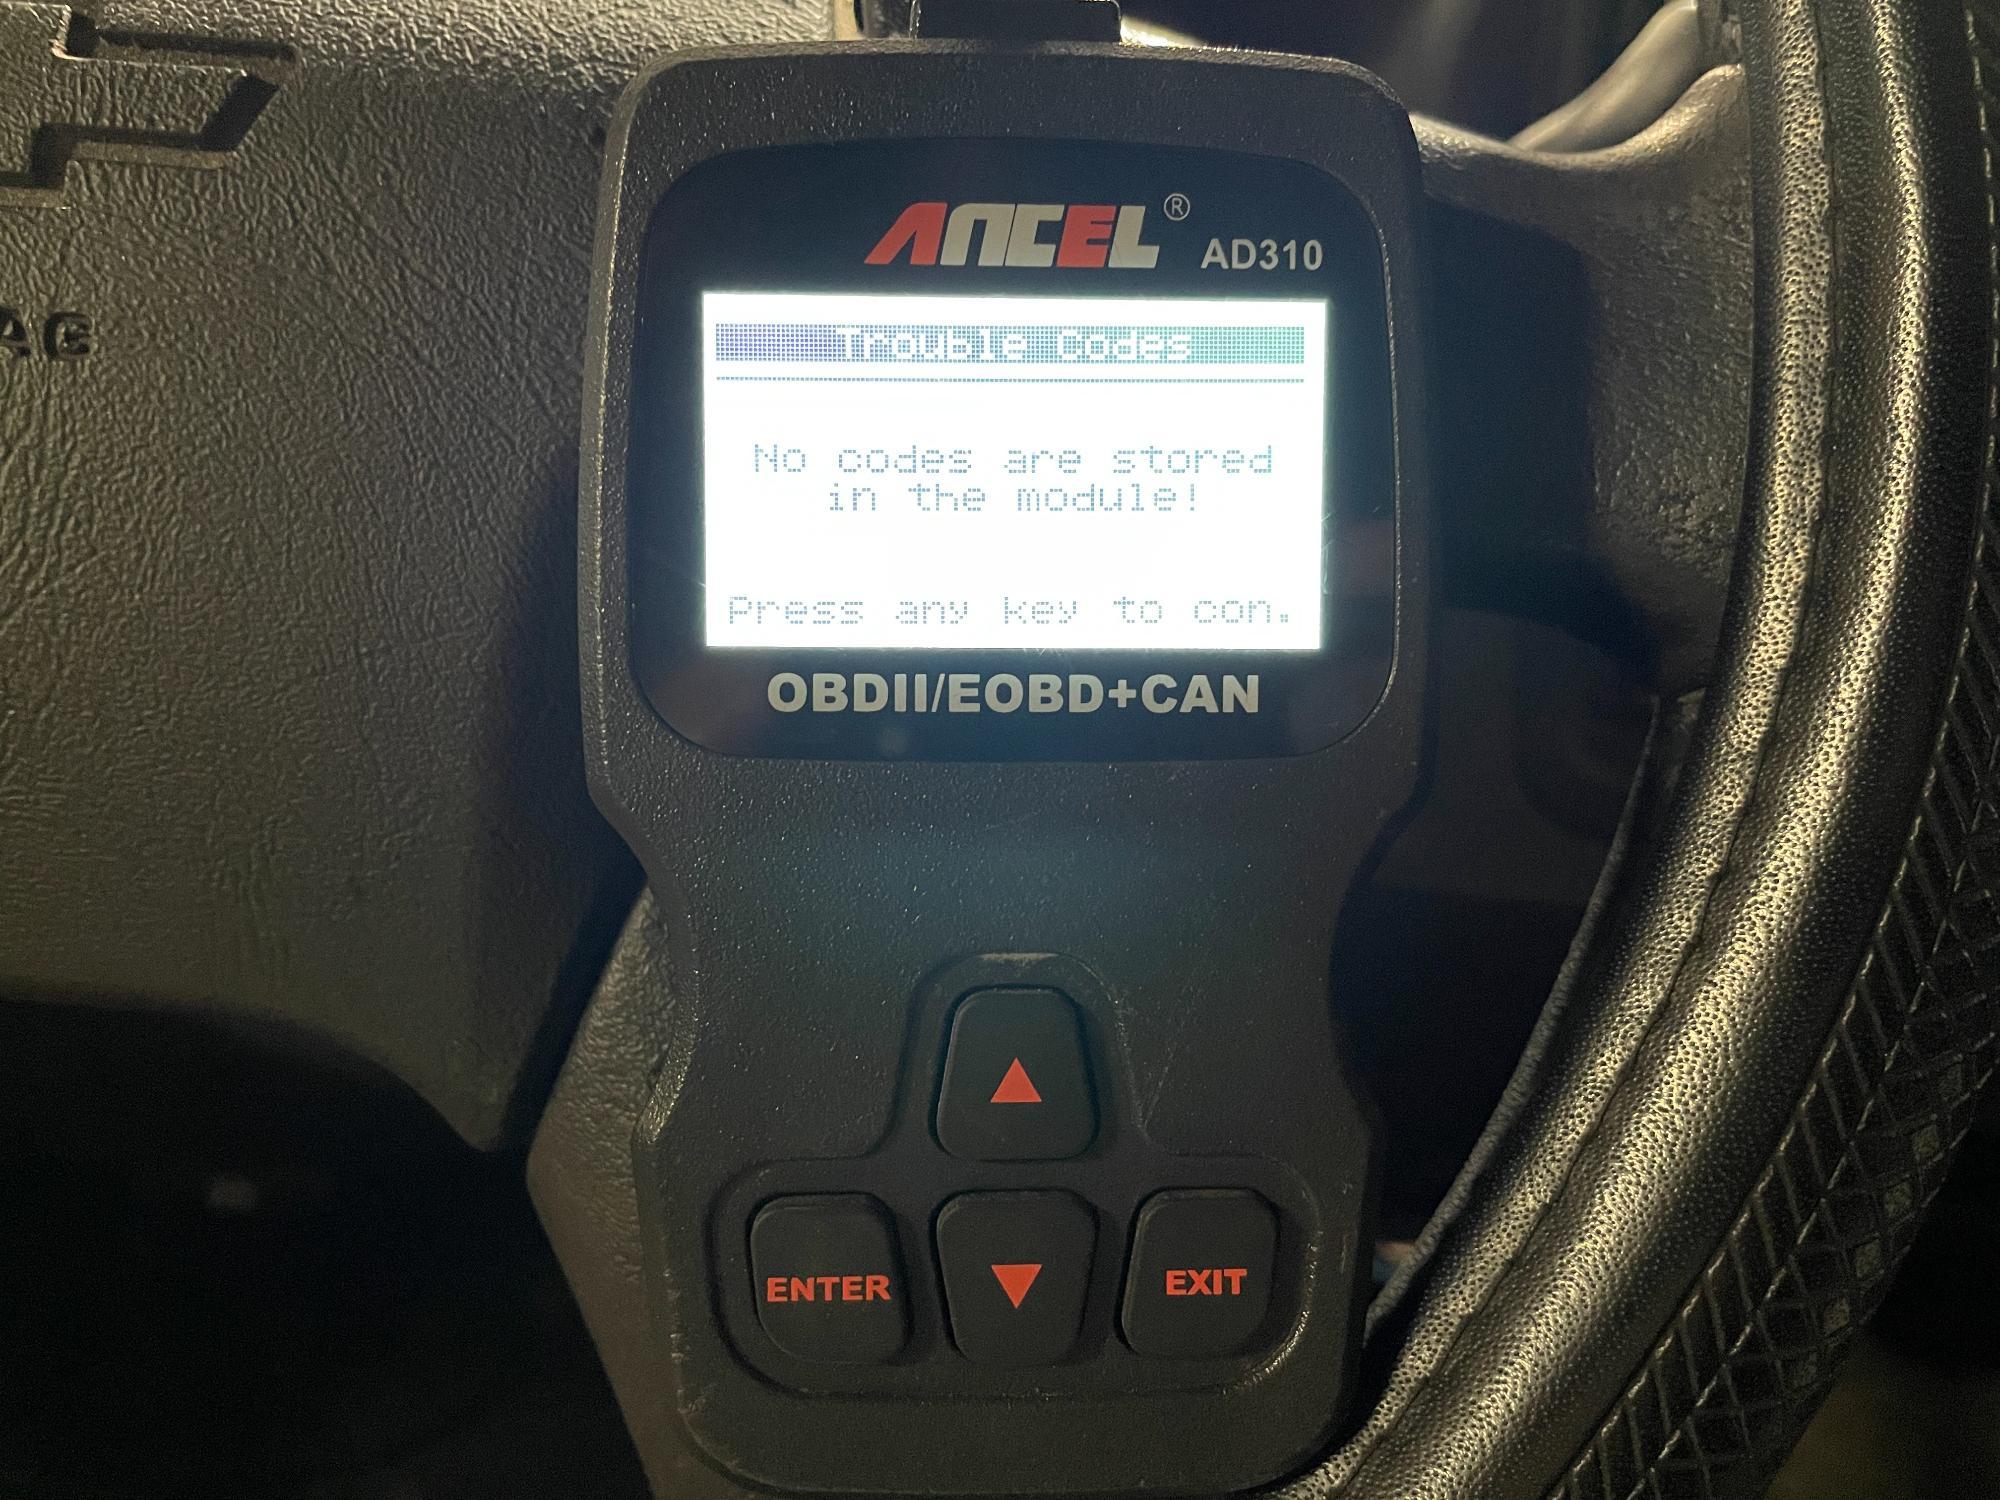 ANCEL® AD310
Trouble Codes
No codes are stored
in the module!
Press any key to con.
OBDII/EOBD+CAN
ENTER
EXIT